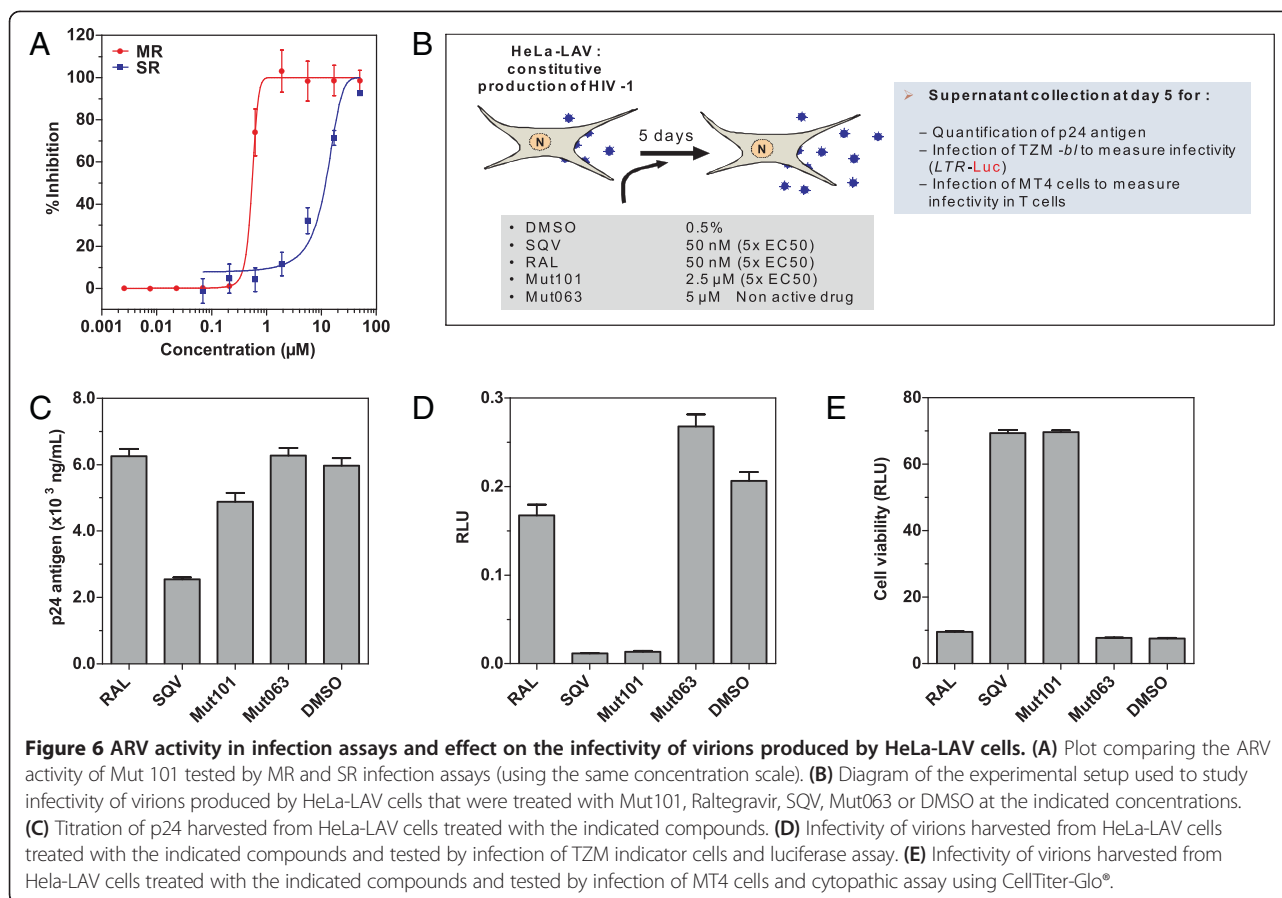 A
MR
SR
% Inhibition
120
100
80
60
40
20
0
0.001
0.01
0.1
1
10
100
Concentration (µM)
B
HeLa-LAV :
constitutive
production of HIV -1
N
5 days
N
• DMSO 0.5%
• SQV 50 nM (5x EC50)
• RAL 50 nM (5x EC50)
• Mut101 2.5 µM (5x EC50)
• Mut063 5 µM Non active drug
➢ Supernatant collection at day 5 for :
– Quantification of p24 antigen
– Infection of TZM -bl to measure infectivity
(LTR-Luc)
– Infection of MT4 cells to measure
infectivity in T cells
C
p24 antigen (x10³ ng/mL)
8.0
6.0
4.0
2.0
0.0
RAL
SQV
Mut101
Mut063
DMSO
D
RLU
0.3
0.2
0.1
0.0
RAL
SQV
Mut101
Mut063
DMSO
E
Cell viability (RLU)
80
60
40
20
0
RAL
SQV
Mut101
Mut063
DMSO
Figure 6 ARV activity in infection assays and effect on the infectivity of virions produced by HeLa-LAV cells. (A) Plot comparing the ARV
activity of Mut 101 tested by MR and SR infection assays (using the same concentration scale). (B) Diagram of the experimental setup used to study
infectivity of virions produced by HeLa-LAV cells that were treated with Mut101, Raltegravir, SQV, Mut063 or DMSO at the indicated concentrations.
(C) Titration of p24 harvested from HeLa-LAV cells treated with the indicated compounds. (D) Infectivity of virions harvested from HeLa-LAV cells
treated with the indicated compounds and tested by infection of TZM indicator cells and luciferase assay. (E) Infectivity of virions harvested from
Hela-LAV cells treated with the indicated compounds and tested by infection of MT4 cells and cytopathic assay using CellTiter-Glo®.